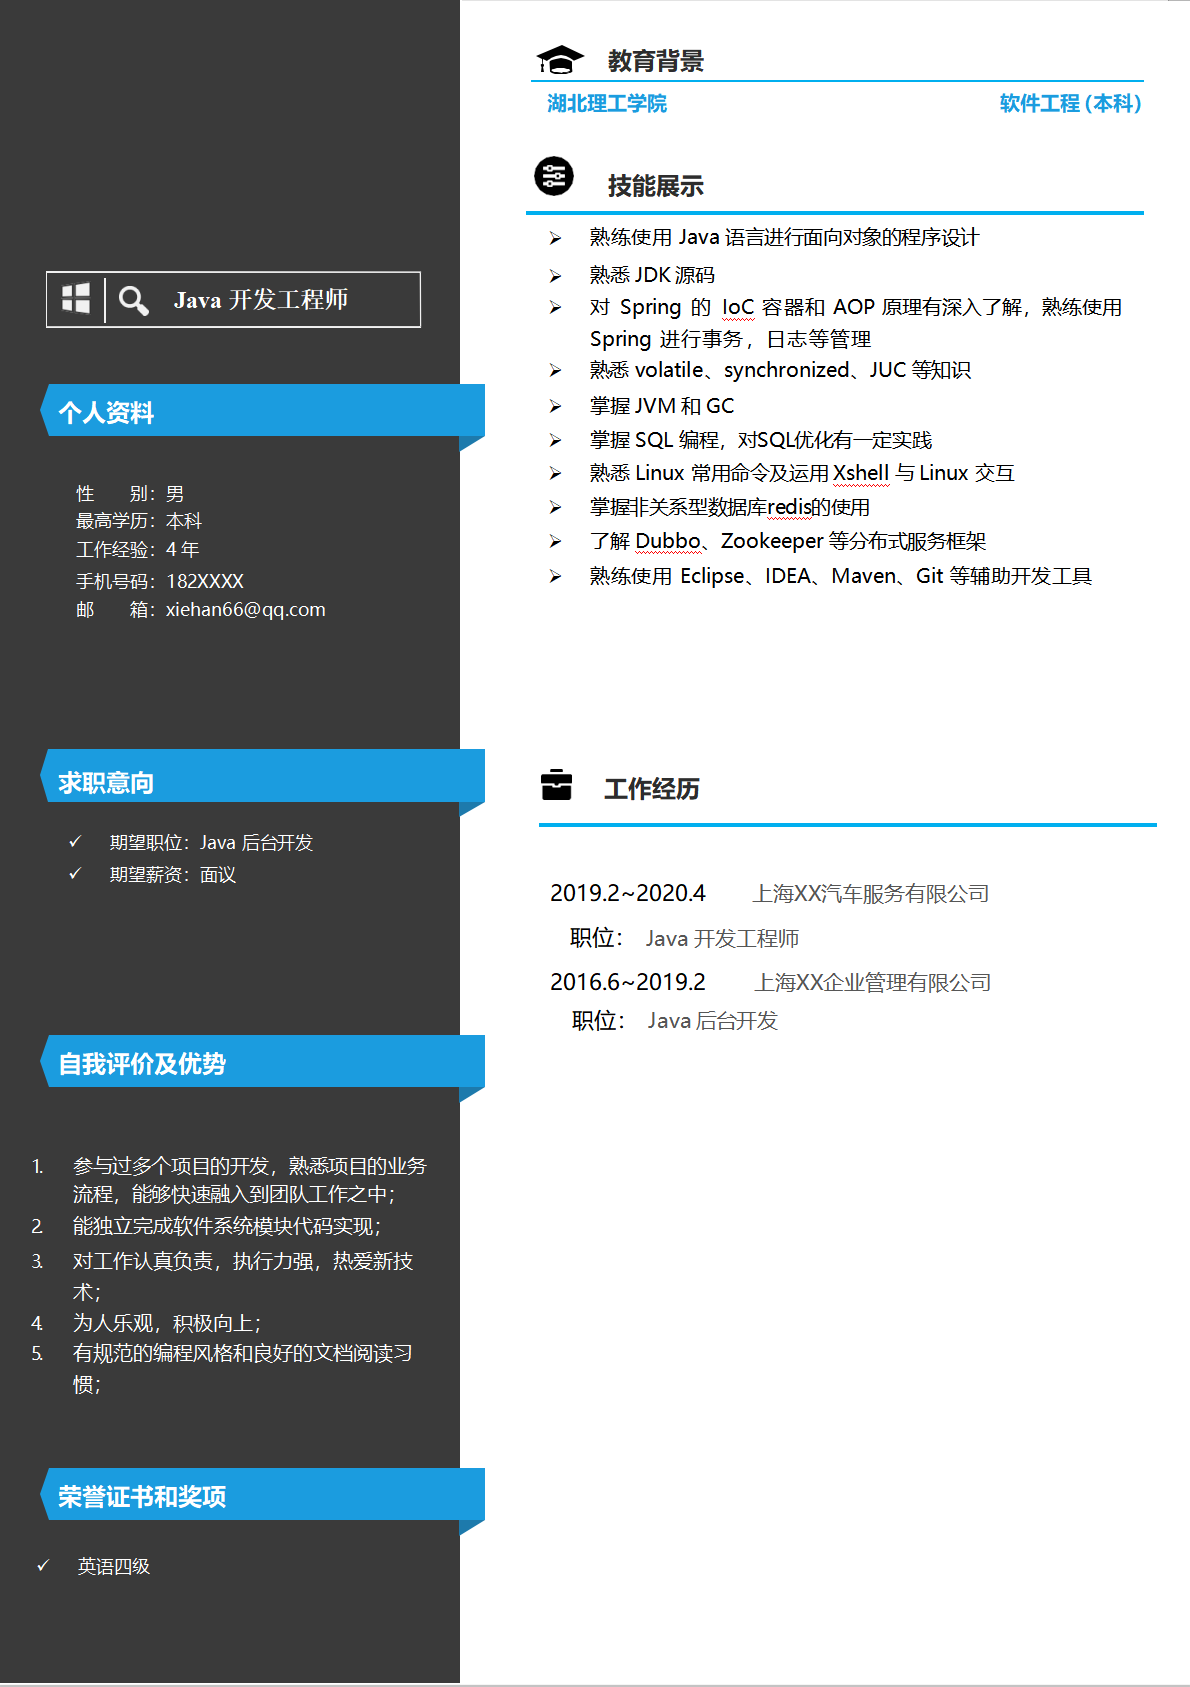 Java 开发工程师
个人资料
性 别：男
最高学历：本科
工作经验：4 年
手机号码：182XXXX
邮 箱：xiehan66@qq.com
求职意向
期望职位：Java 后台开发
期望薪资：面议
自我评价及优势
1. 参与过多个项目的开发，熟悉项目的业务
流程，能够快速融入到团队工作之中；
2. 能独立完成软件系统模块代码实现；
3. 对工作认真负责，执行力强，热爱新技
术；
4. 为人乐观，积极向上；
5. 有规范的编程风格和良好的文档阅读习
惯；
荣誉证书和奖项
英语四级
教育背景
湖北理工学院 软件工程 (本科)
技能展示
熟练使用 Java 语言进行面向对象的程序设计
熟悉 JDK 源码
对 Spring 的 IoC 容器和 AOP 原理有深入了解，熟练使用
Spring 进行事务，日志等管理
熟悉 volatile、synchronized、JUC 等知识
掌握 JVM 和 GC
掌握 SQL 编程，对SQL优化有一定实践
熟悉 Linux 常用命令及运用 Xshell 与 Linux 交互
掌握非关系型数据库redis的使用
了解 Dubbo、Zookeeper 等分布式服务框架
熟练使用 Eclipse、IDEA、Maven、Git 等辅助开发工具
工作经历
2019.2~2020.4 上海XX汽车服务有限公司
职位： Java 开发工程师
2016.6~2019.2 上海XX企业管理有限公司
职位： Java 后台开发